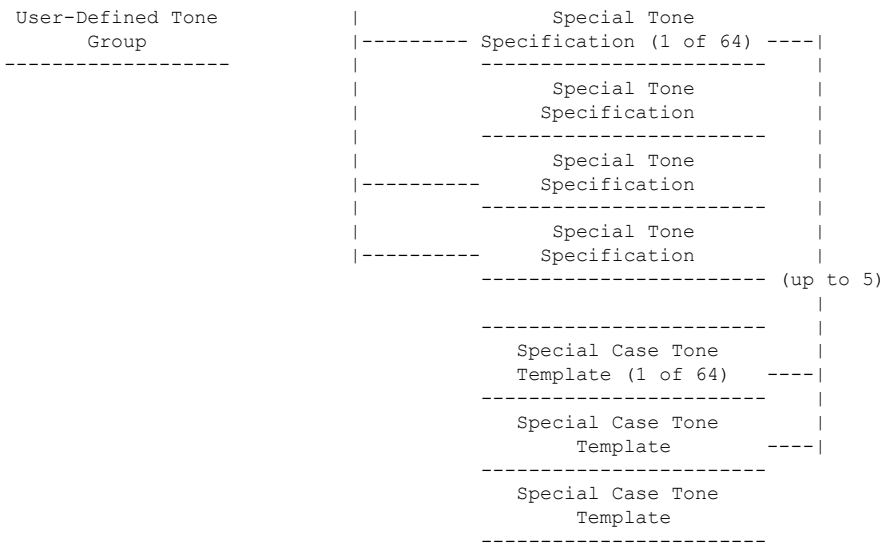 User-Defined Tone | Special Tone
Group |--------- Specification (1 of 64) ----|
------------------- | ------------------------ |
| Special Tone |
| Specification |
| ------------------------ |
| Special Tone |
|---------- Specification |
| ------------------------ |
| Special Tone |
|---------- Specification |
------------------------ (up to 5)
|
------------------------ |
Special Case Tone |
Template (1 of 64) ----|
------------------------ |
Special Case Tone |
Template ----|
------------------------
Special Case Tone
Template
------------------------